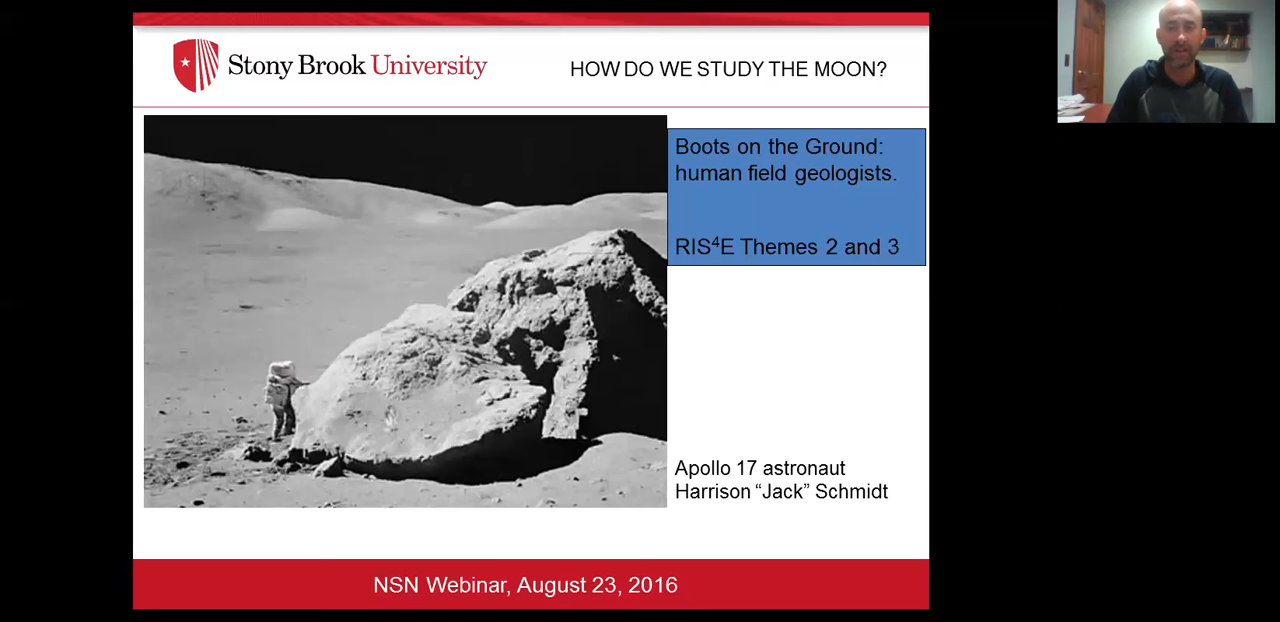 Stony Brook University
HOW DO WE STUDY THE MOON?
Boots on the Ground:
human field geologists.
RIS⁴E Themes 2 and 3
Apollo 17 astronaut
Harrison “Jack” Schmidt
NSN Webinar, August 23, 2016